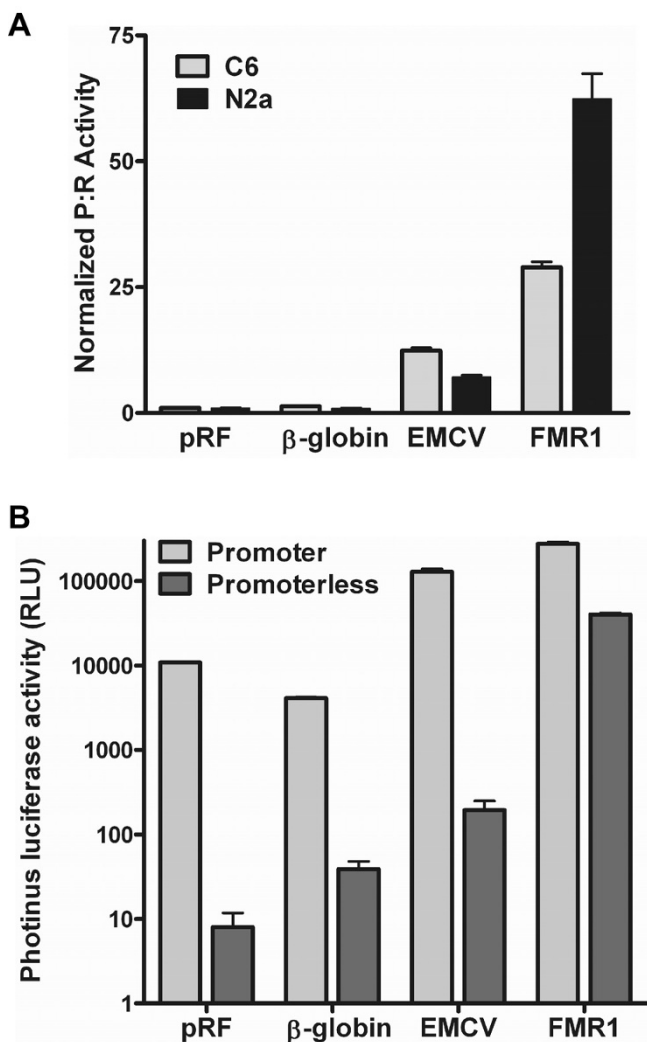 A
Normalized P:R Activity
75
50
25
0
C6
N2a
pRF β-globin EMCV FMR1
B
Photinus luciferase activity (RLU)
100000
10000
1000
100
10
1
Promoter
Promoterless
pRF β-globin EMCV FMR1